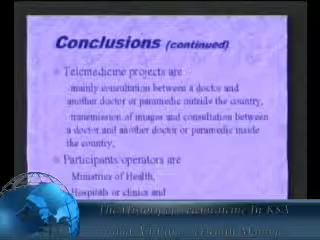 Conclusions (continued)
Telemedicine projects are
mainly consultation between a doctor and
another doctor or paramedic outside the country,
transmission of images and consultation between
a doctor and another doctor or paramedic inside
the country;
Participants operators are
Ministries of Health,
Hospitals or clinics and
The History of Telemedicine In KSA